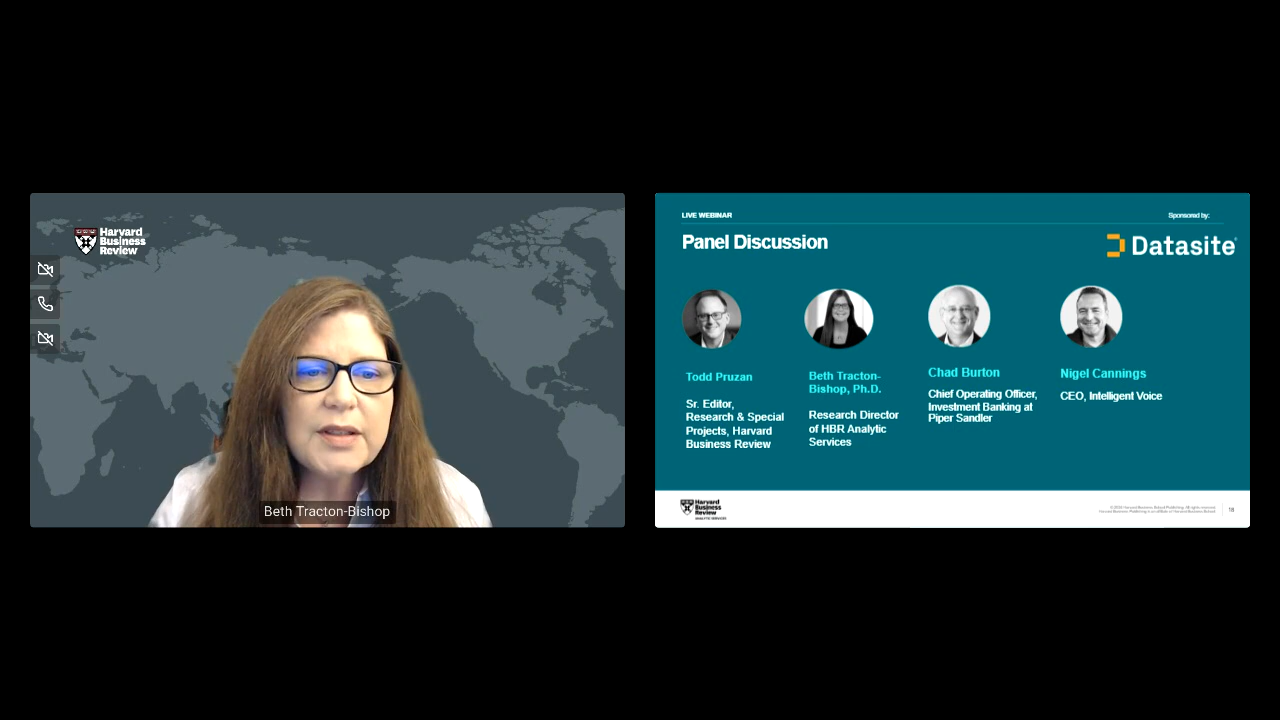 Harvard
Business
Review
Beth Tracton-Bishop
LIVE WEBINAR
Sponsored by:
Panel Discussion
Datasite
Todd Pruzan
Sr. Editor,
Research & Special
Projects, Harvard
Business Review
Beth Tracton-
Bishop, Ph.D.
Research Director
of HBR Analytic
Services
Chad Burton
Chief Operating Officer,
Investment Banking at
Piper Sandler
Nigel Cannings
CEO, Intelligent Voice
Harvard
Business
Review
ANALYTIC SERVICES
18